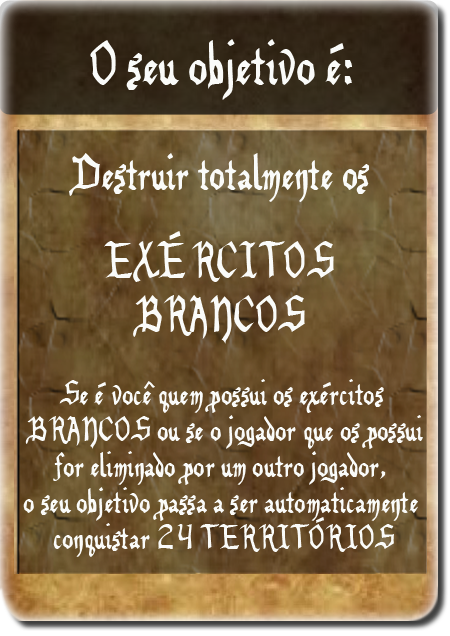 O seu objetivo é:
Destruir totalmente os
EXÉRCITOS
BRANCOS
Se é você quem possui os exércitos
BRANCOS ou se o jogador que os possui
for eliminado por um outro jogador,
o seu objetivo passa a ser automaticamente
conquistar 24 TERRITÓRIOS